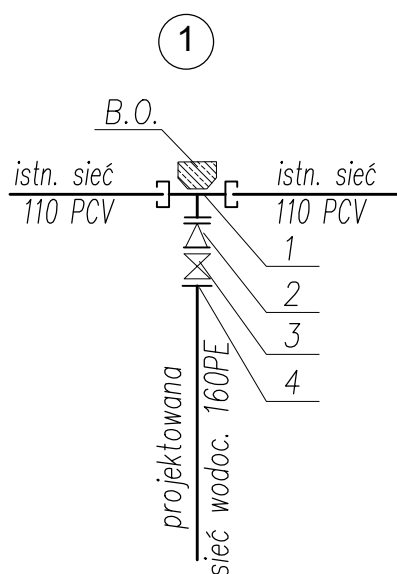 1
B.O.
istn. sieć
110 PCV
istn. sieć
110 PCV
1
2
3
4
projektowana
sieć wodoc. 160PE